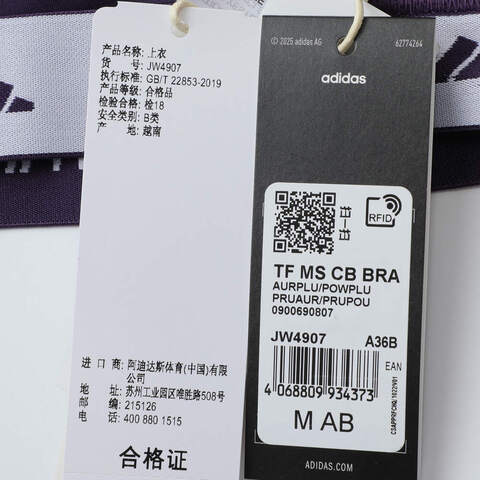 产品名称: 上衣
货 号: JW4907
执行标准: GB/T 22853-2019
产品等级: 合格品
检验合格: 检18
安全类别: B类
产 地: 越南
进 口 商: 阿迪达斯体育(中国)有限
公司
地址: 苏州工业园区唯胜路508号
邮编: 215126
电话: 400 880 1515
合格证
© 2025 adidas AG
62774264
adidas
RFID
TF MS CB BRA
AURPLU/POWPLU
PRUAUR/PRUPOU
0900690807
JW4907 A36B
EAN
4 068809 934373
M AB
ADIDAS.COM